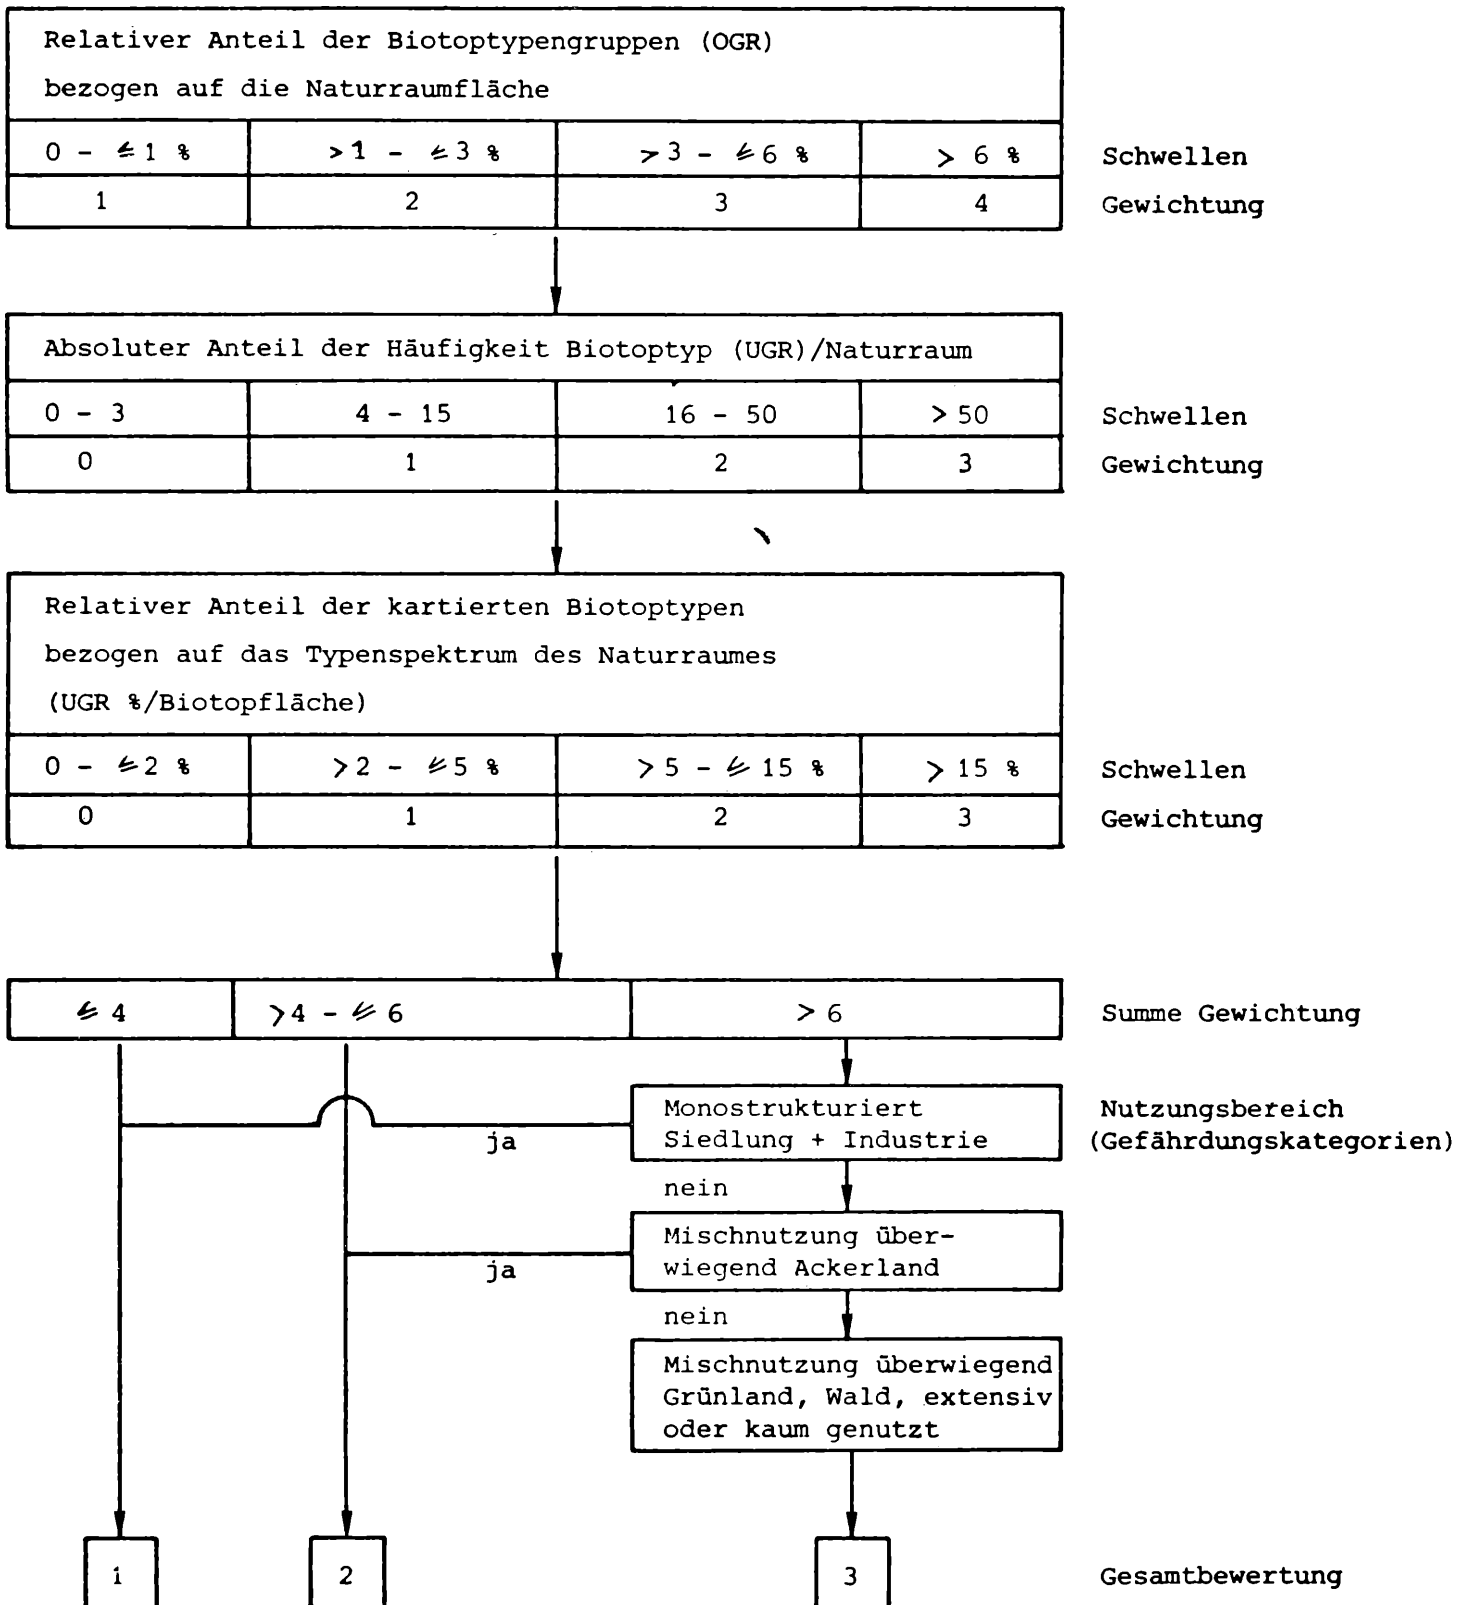 Relativer Anteil der Biotoptypengruppen (OGR)
bezogen auf die Naturraumfläche
0 - ≤1 % >1 - ≤3 % >3 - ≤6 % > 6 % Schwellen
1 2 3 4 Gewichtung
Absoluter Anteil der Häufigkeit Biotoptyp (UGR)/Naturraum
0 - 3 4 - 15 16 - 50 > 50 Schwellen
0 1 2 3 Gewichtung
Relativer Anteil der kartierten Biotoptypen
bezogen auf das Typenspektrum des Naturraumes
(UGR %/Biotopfläche)
0 - ≤2 % >2 - ≤5 % >5 - ≤ 15 % > 15 % Schwellen
0 1 2 3 Gewichtung
≤ 4 >4 - ≤ 6 > 6 Summe Gewichtung
Monostrukturiert Nutzungsbereich
ja Siedlung + Industrie (Gefährdungskategorien)
nein
Mischnutzung über-
ja wiegend Ackerland
nein
Mischnutzung überwiegend
Grünland, Wald, extensiv
oder kaum genutzt
1 2 3 Gesamtbewertung